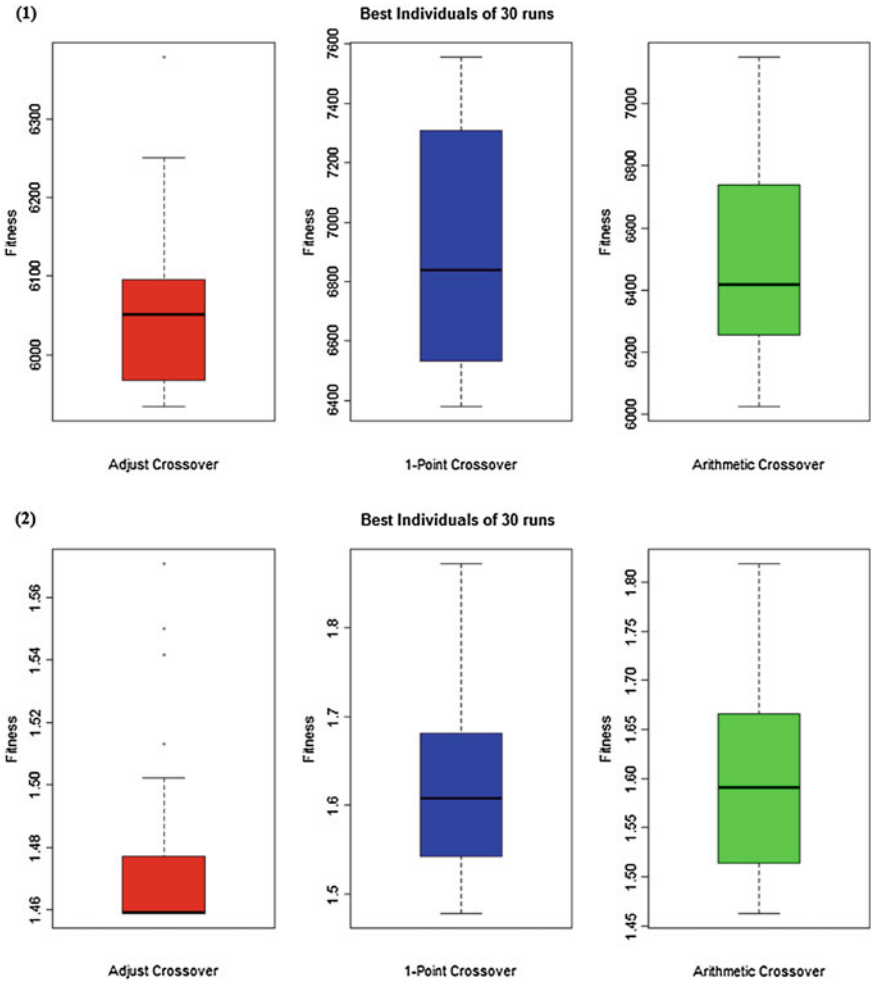 (1)
Best Individuals of 30 runs
Fitness
6000 6100 6200 6300
Adjust Crossover
Fitness
6400 6600 6800 7000 7200 7400 7600
1-Point Crossover
Fitness
6000 6200 6400 6600 6800 7000
Arithmetic Crossover
(2)
Best Individuals of 30 runs
Fitness
1.46 1.48 1.50 1.52 1.54 1.56
Adjust Crossover
Fitness
1.5 1.6 1.7 1.8
1-Point Crossover
Fitness
1.45 1.50 1.55 1.60 1.65 1.70 1.75 1.80
Arithmetic Crossover